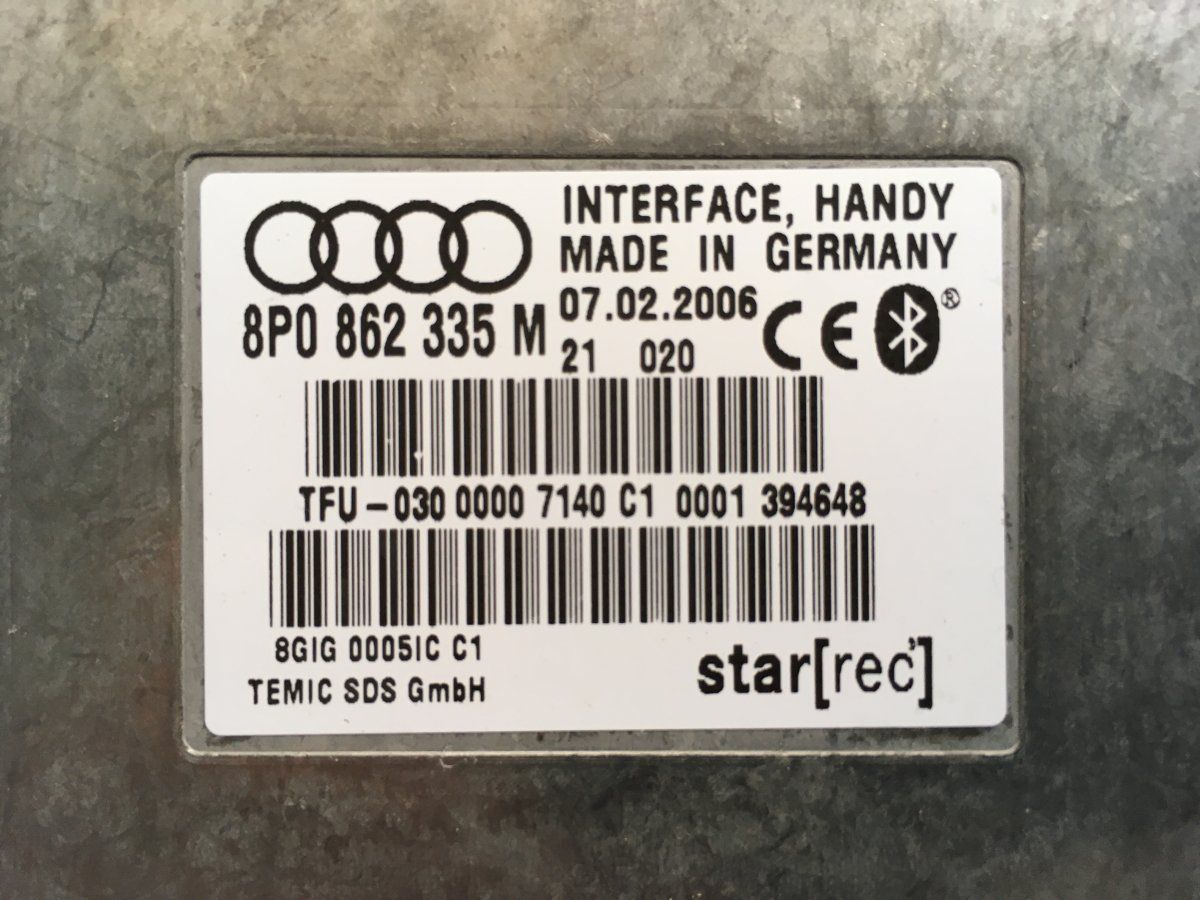 INTERFACE, HANDY
MADE IN GERMANY
8P0 862 335 M
07.02.2006
21 020
CE
®
TFU-030 0000 7140 C1 0001 394648
8GIG 0005IC C1
TEMIC SDS GmbH
star[rec']